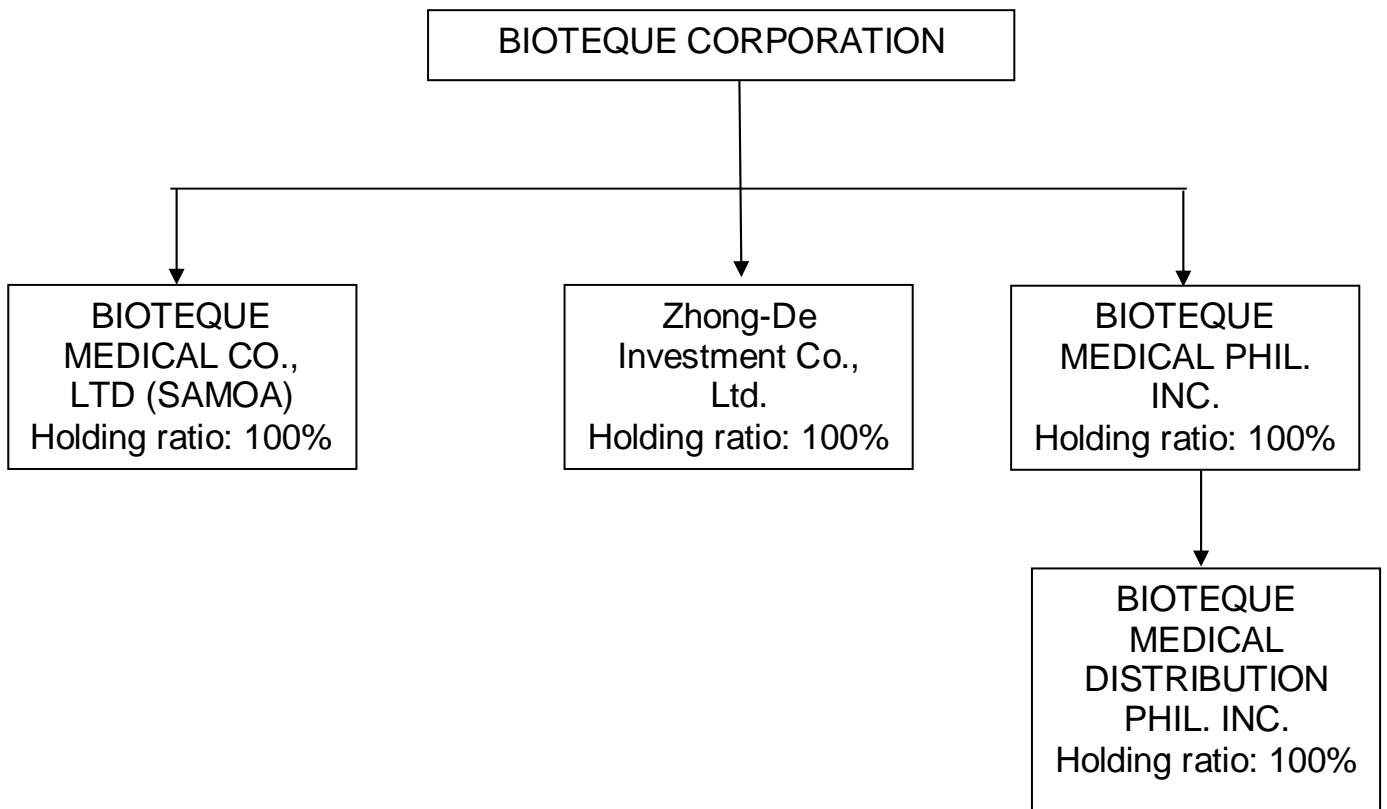 BIOTEQUE CORPORATION
BIOTEQUE
MEDICAL CO.,
LTD (SAMOA)
Holding ratio: 100%
Zhong-De
Investment Co.,
Ltd.
Holding ratio: 100%
BIOTEQUE
MEDICAL PHIL.
INC.
Holding ratio: 100%
BIOTEQUE
MEDICAL
DISTRIBUTION
PHIL. INC.
Holding ratio: 100%